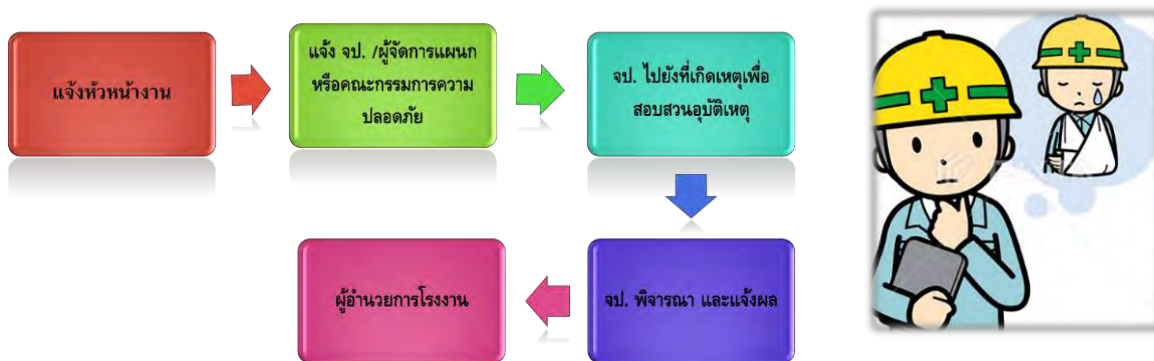 แจ้งหัวหน้างาน
แจ้ง จป. /ผู้จัดการแผนก
หรือคณะกรรมการความ
ปลอดภัย
จป. ไปยังที่เกิดเหตุเพื่อ
สอบสวนอุบัติเหตุ
จป. พิจารณา และแจ้งผล
ผู้อำนวยการโรงงาน